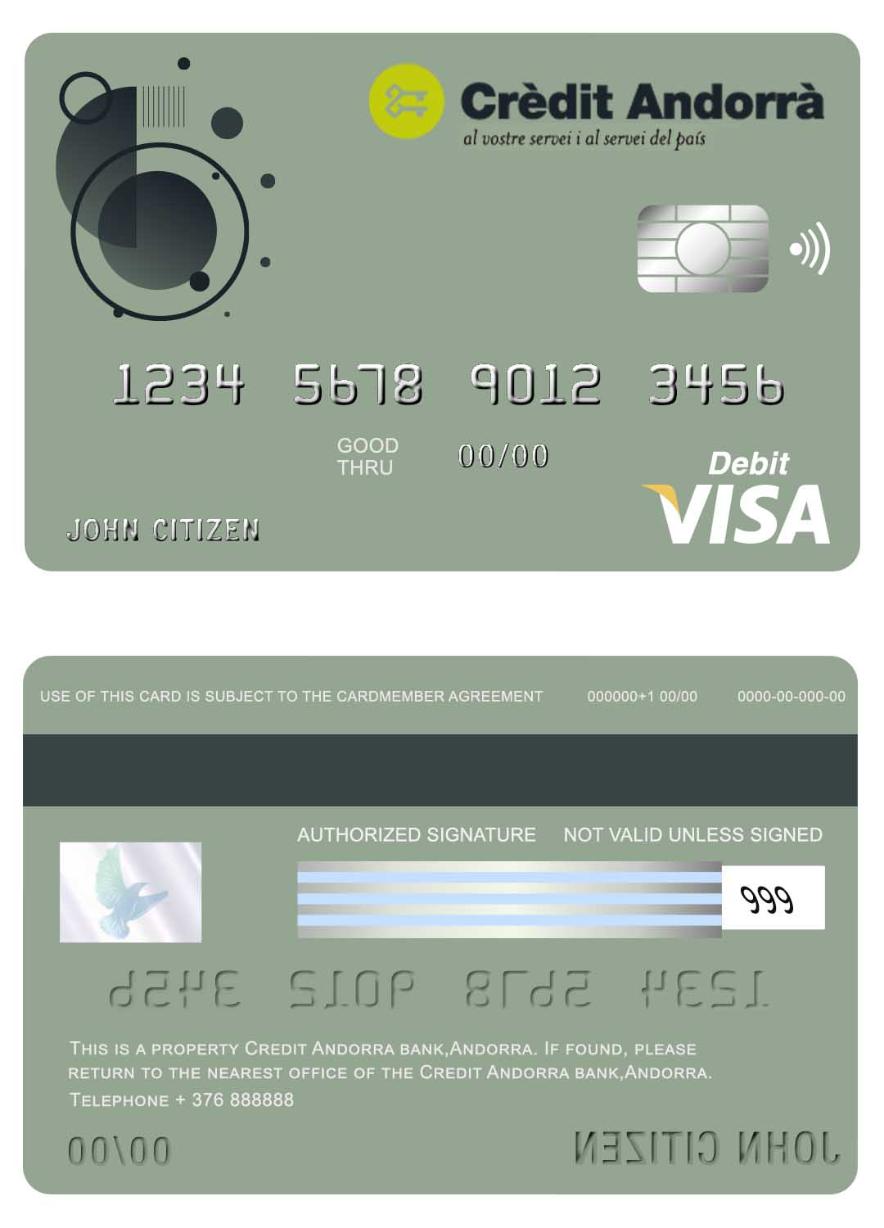 Crèdit Andorrà
al vostre servei i al servei del país
1234 5678 9012 3456
GOOD THRU 00/00
Debit
VISA
JOHN CITIZEN
USE OF THIS CARD IS SUBJECT TO THE CARDMEMBER AGREEMENT 000000+1 00/00 0000-00-000-00
AUTHORIZED SIGNATURE NOT VALID UNLESS SIGNED
999
1234 5678 9012 3456
THIS IS A PROPERTY CREDIT ANDORRA BANK,ANDORRA. IF FOUND, PLEASE
RETURN TO THE NEAREST OFFICE OF THE CREDIT ANDORRA BANK,ANDORRA.
TELEPHONE + 376 888888
00/00
JOHN CITIZEN